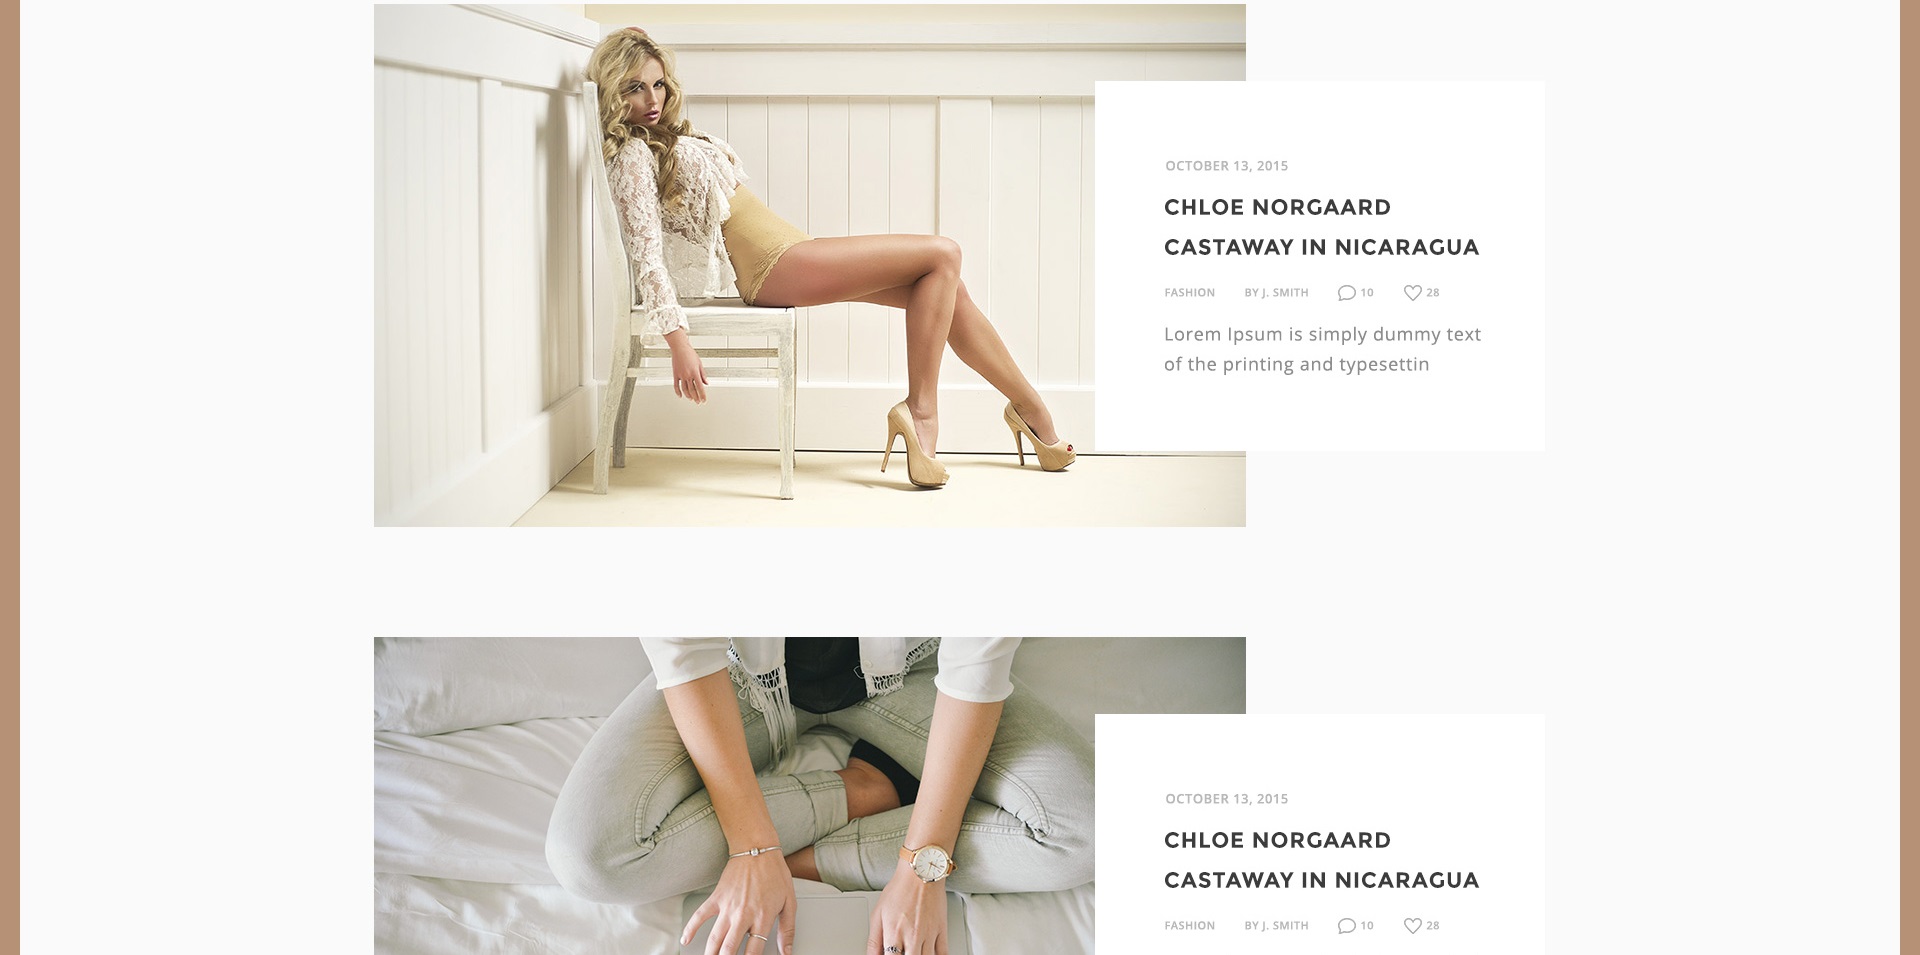 OCTOBER 13, 2015
CHLOE NORGAARD
CASTAWAY IN NICARAGUA
FASHION BY J. SMITH 10 28
Lorem Ipsum is simply dummy text
of the printing and typesettin
OCTOBER 13, 2015
CHLOE NORGAARD
CASTAWAY IN NICARAGUA
FASHION BY J. SMITH 10 28